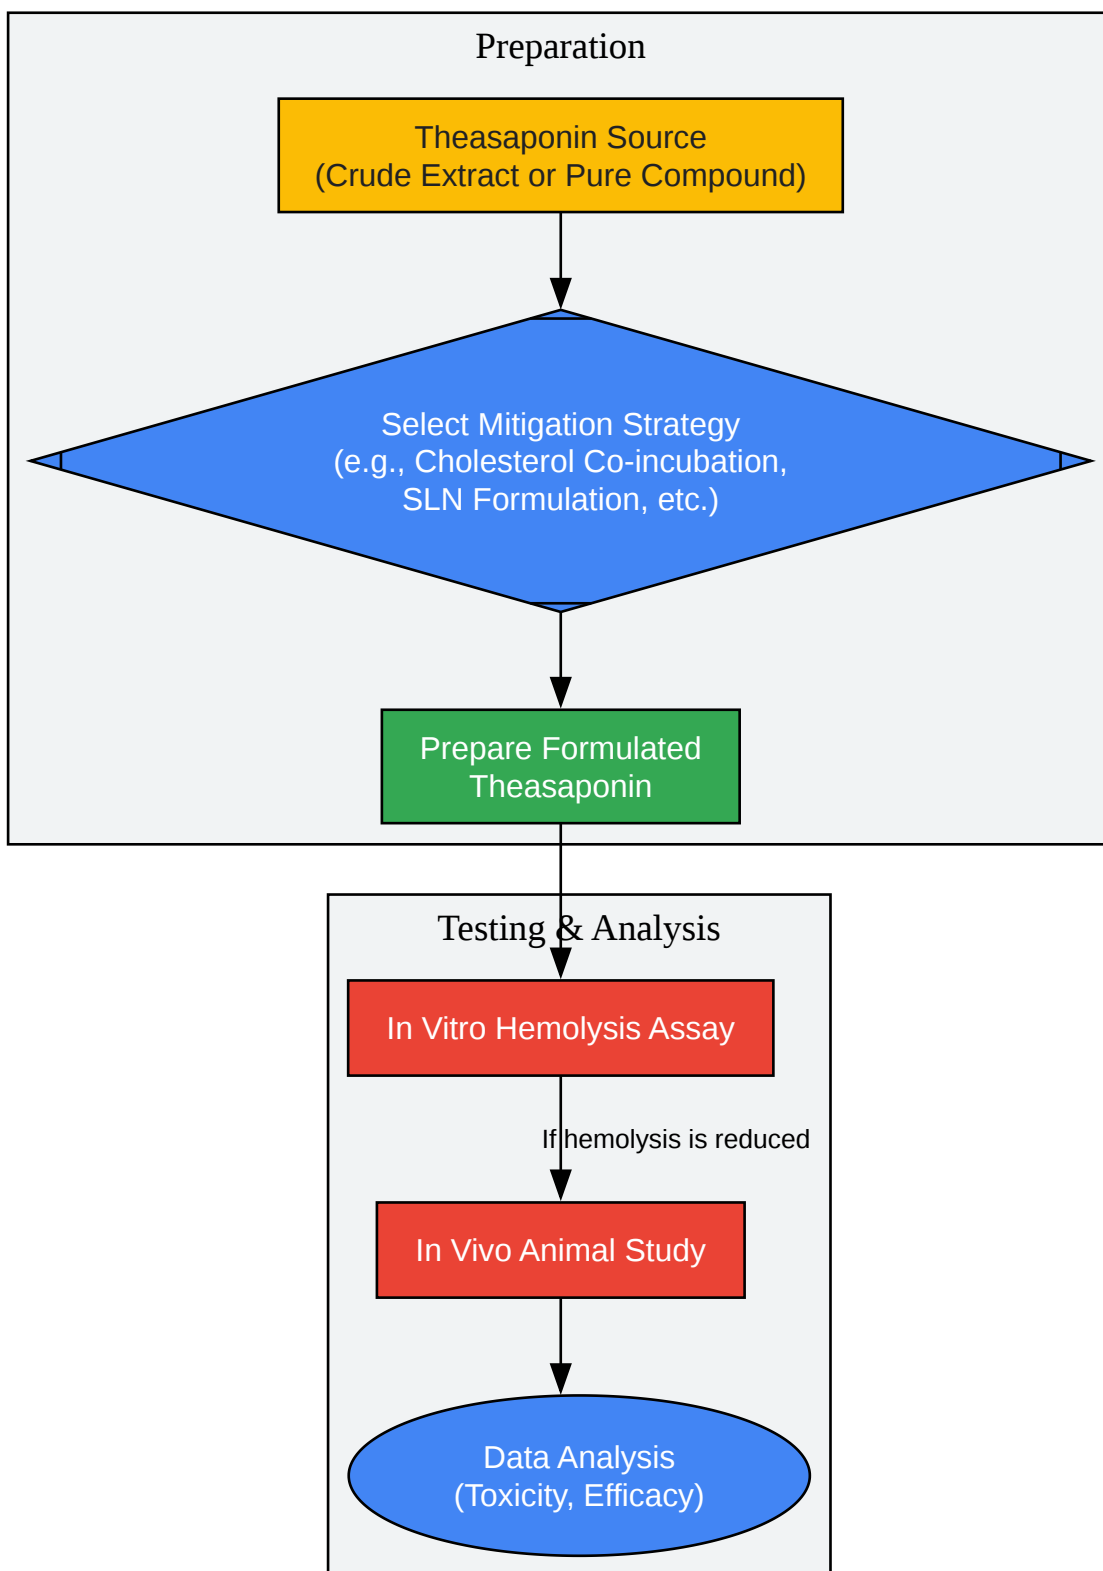 Preparation
Theasaponin Source
(Crude Extract or Pure Compound)
Select Mitigation Strategy
(e.g., Cholesterol Co-incubation,
SLN Formulation, etc.)
Prepare Formulated
Theasaponin
Testing & Analysis
In Vitro Hemolysis Assay
If hemolysis is reduced
In Vivo Animal Study
Data Analysis
(Toxicity, Efficacy)